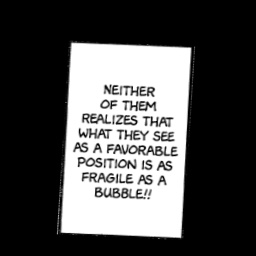 NEITHER
OF THEM
REALIZES THAT
WHAT THEY SEE
AS A FAVORABLE
POSITION IS AS
FRAGILE AS A
BUBBLE!!